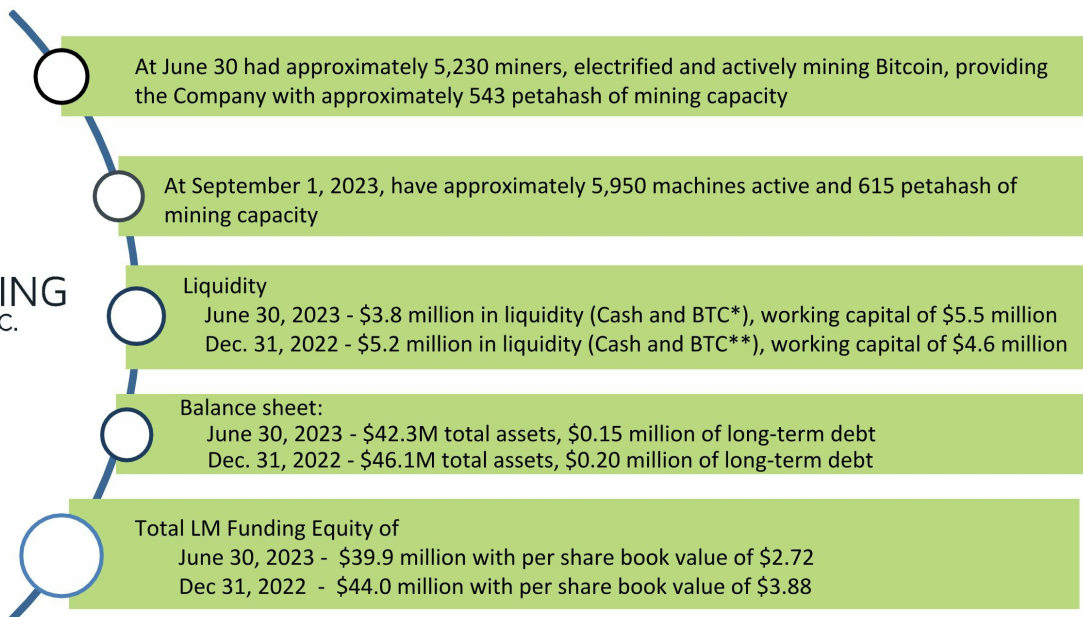 At June 30 had approximately 5,230 miners, electrified and actively mining Bitcoin, providing
the Company with approximately 543 petahash of mining capacity
At September 1, 2023, have approximately 5,950 machines active and 615 petahash of
mining capacity
ING
C.
Liquidity
June 30, 2023 - $3.8 million in liquidity (Cash and BTC*), working capital of $5.5 million
Dec. 31, 2022 - $5.2 million in liquidity (Cash and BTC**), working capital of $4.6 million
Balance sheet:
June 30, 2023 - $42.3M total assets, $0.15 million of long-term debt
Dec. 31, 2022 - $46.1M total assets, $0.20 million of long-term debt
Total LM Funding Equity of
June 30, 2023 - $39.9 million with per share book value of $2.72
Dec 31, 2022 - $44.0 million with per share book value of $3.88